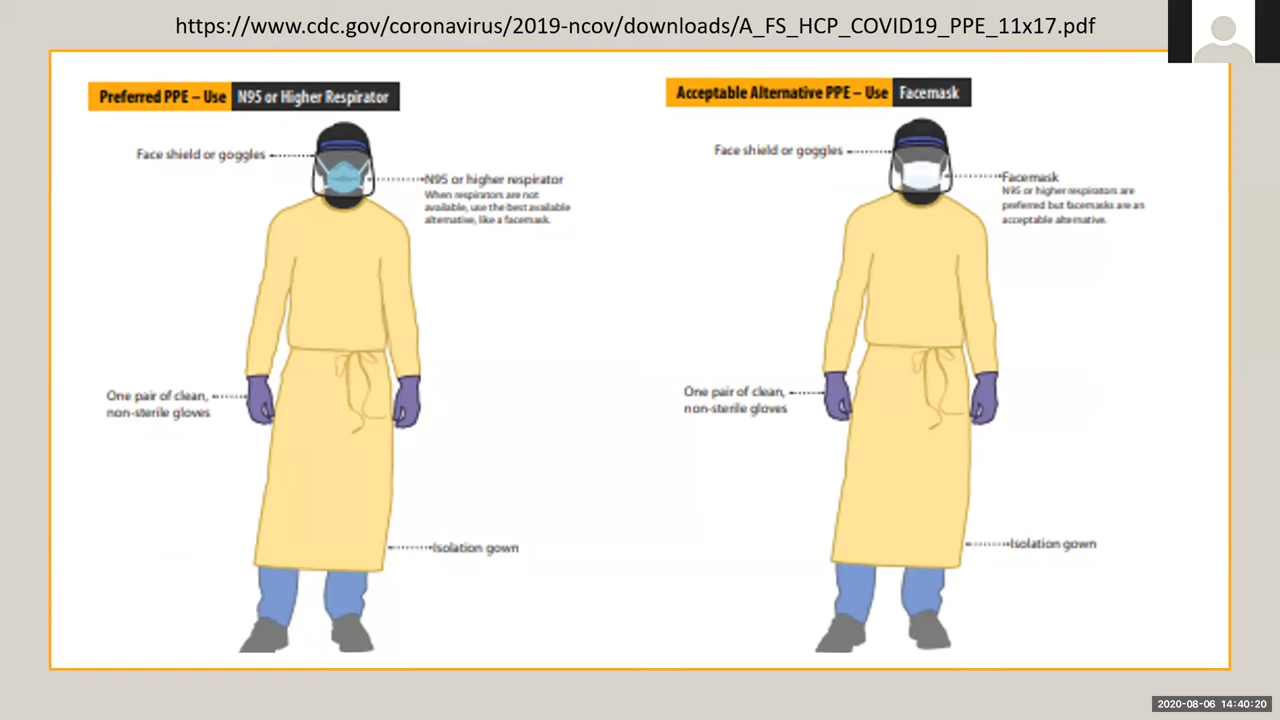 https://www.cdc.gov/coronavirus/2019-ncov/downloads/A_FS_HCP_COVID19_PPE_11x17.pdf
Preferred PPE – Use N95 or Higher Respirator
Face shield or goggles
N95 or higher respirator
When respirators are not
available, use the best available
alternative, like a facemask.
One pair of clean,
non-sterile gloves
Isolation gown
Acceptable Alternative PPE – Use Facemask
Face shield or goggles
Facemask
N95 or higher respirators are
preferred but facemasks are an
acceptable alternative.
One pair of clean,
non-sterile gloves
Isolation gown
2020-08-06 14:40:20